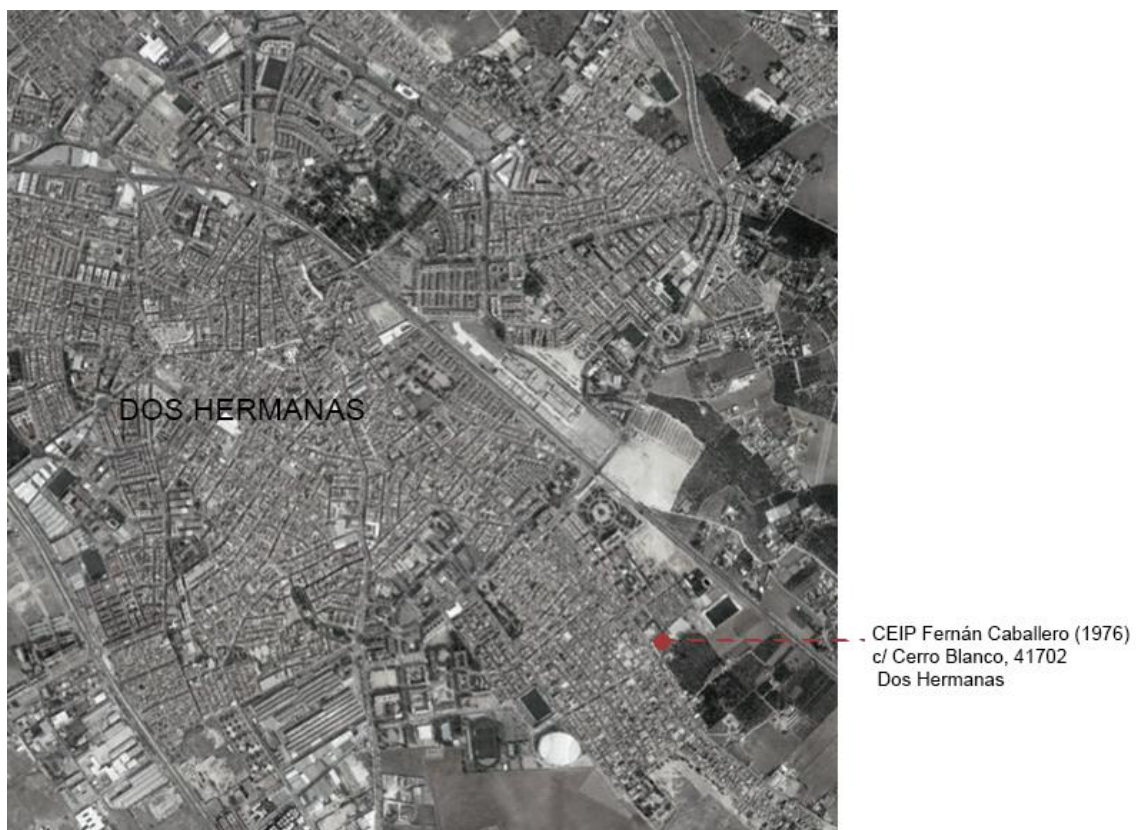 DOS HERMANAS
CEIP Fernán Caballero (1976)
c/ Cerro Blanco, 41702
Dos Hermanas